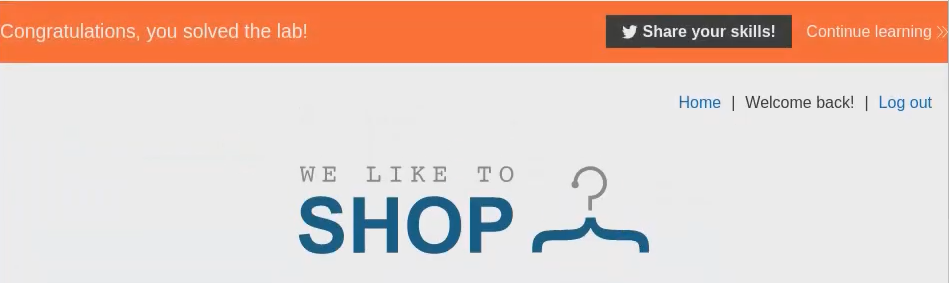 Congratulations, you solved the lab!
Share your skills!
Continue learning
Home | Welcome back! | Log out
WE LIKE TO
SHOP